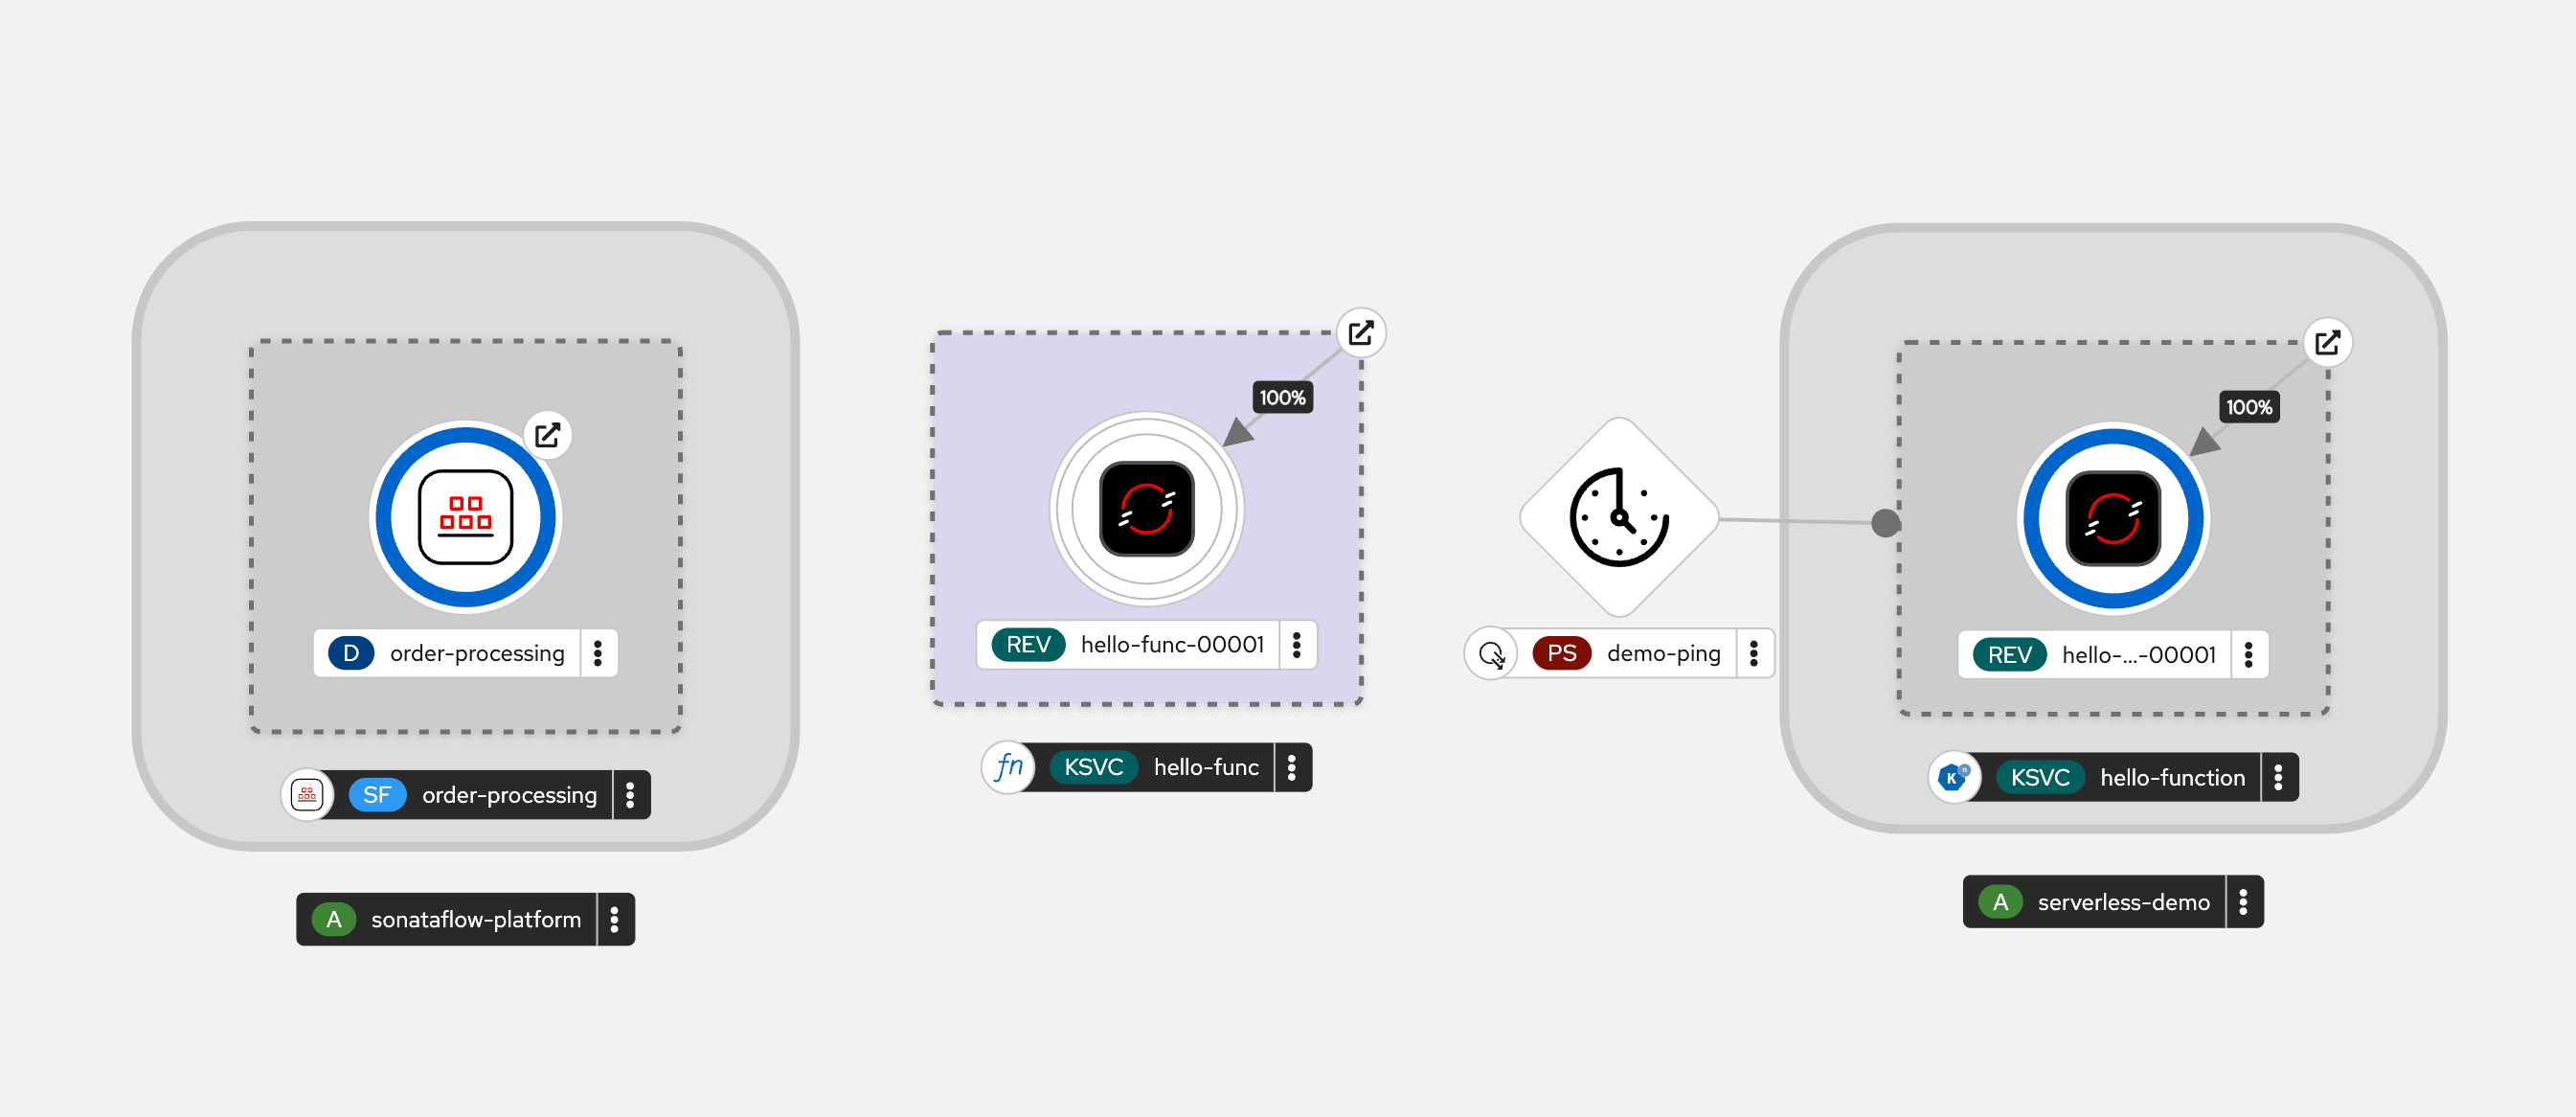 D order-processing
SF order-processing
A sonataflow-platform
100%
REV hello-func-00001
fn KSVC hello-func
PS demo-ping
100%
REV hello-...-00001
K n KSVC hello-function
A serverless-demo